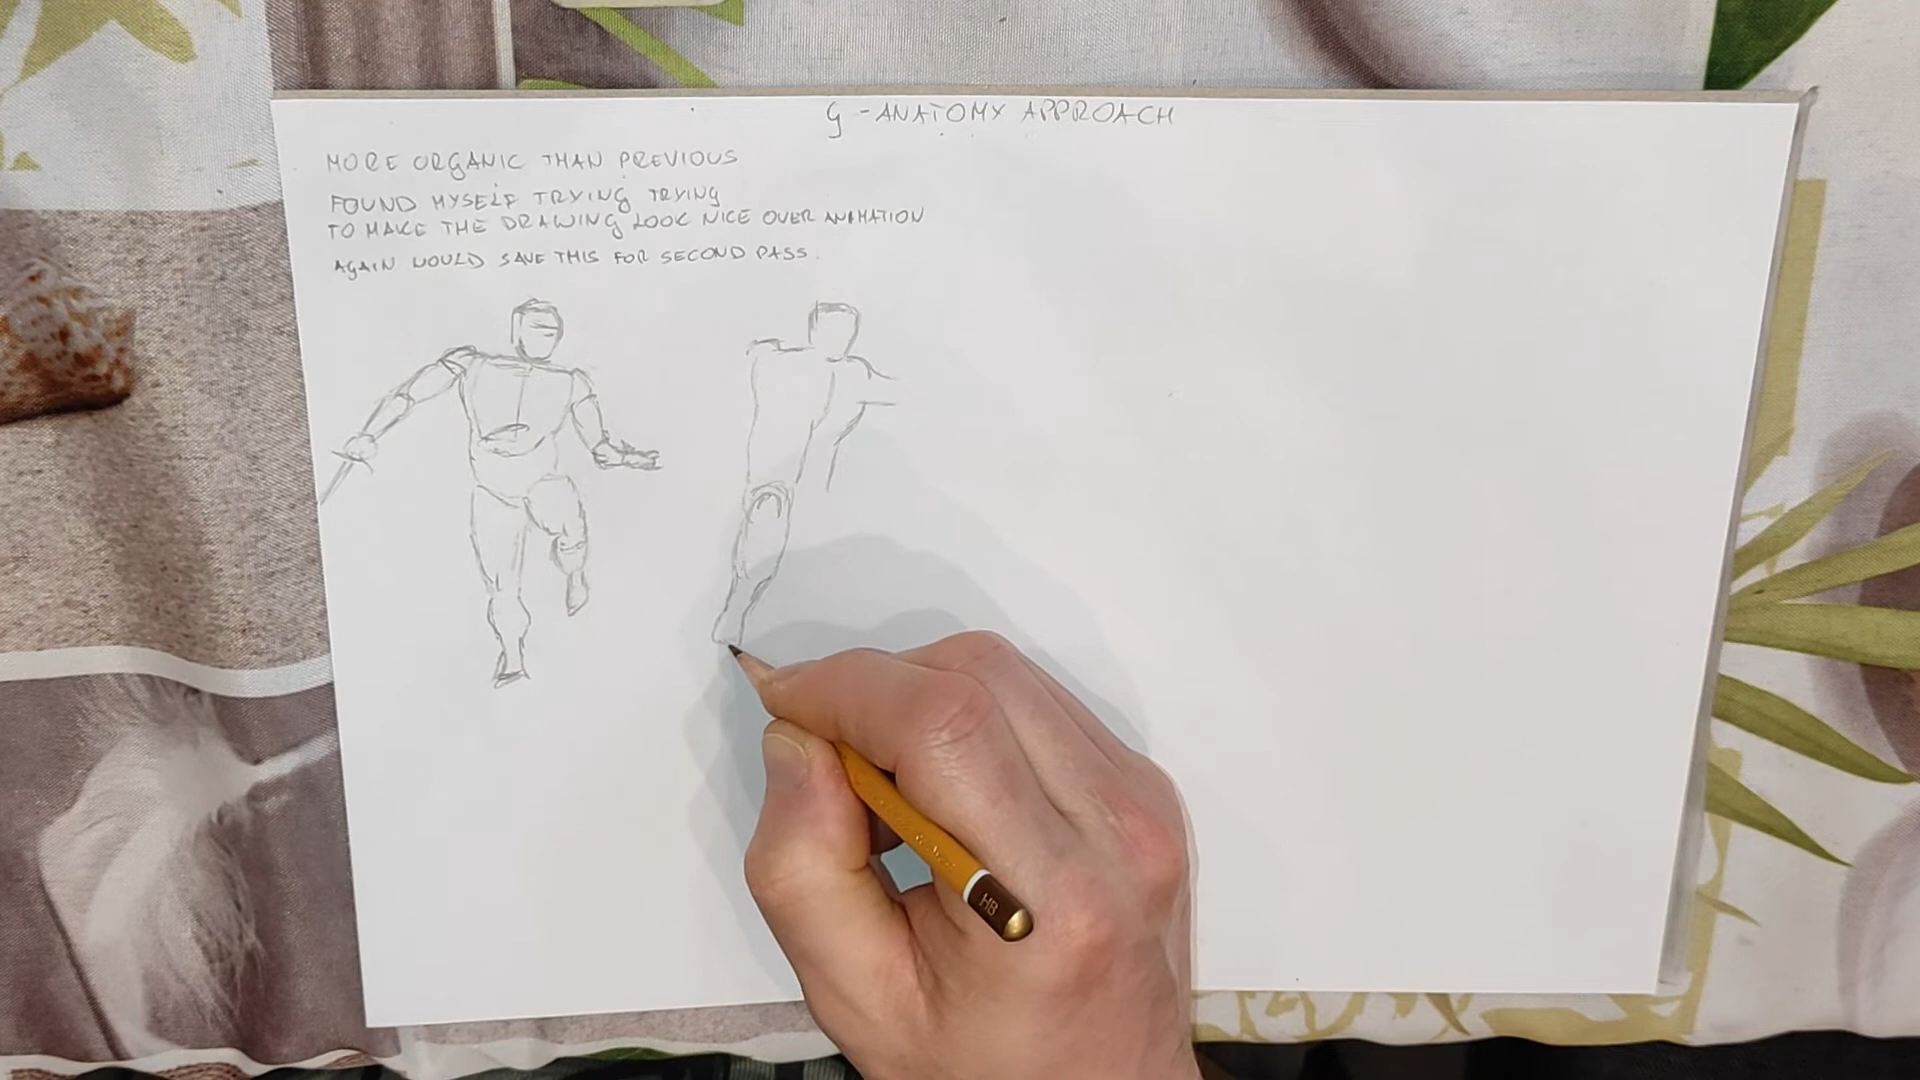 G - ANATOMY APPROACH
MORE ORGANIC THAN PREVIOUS
FOUND MYSELF TRYING TRYING
TO MAKE THE DRAWING LOOK NICE OVER ANIMATION
AGAIN WOULD SAVE THIS FOR SECOND PASS.
HB